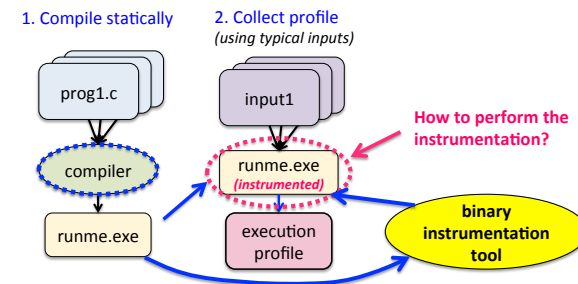 1. Compile statically
2. Collect profile
(using typical inputs)
prog1.c
input1
How to perform the
instrumentation?
compiler
runme.exe
(instrumented)
runme.exe
execution
profile
binary
instrumentation
tool